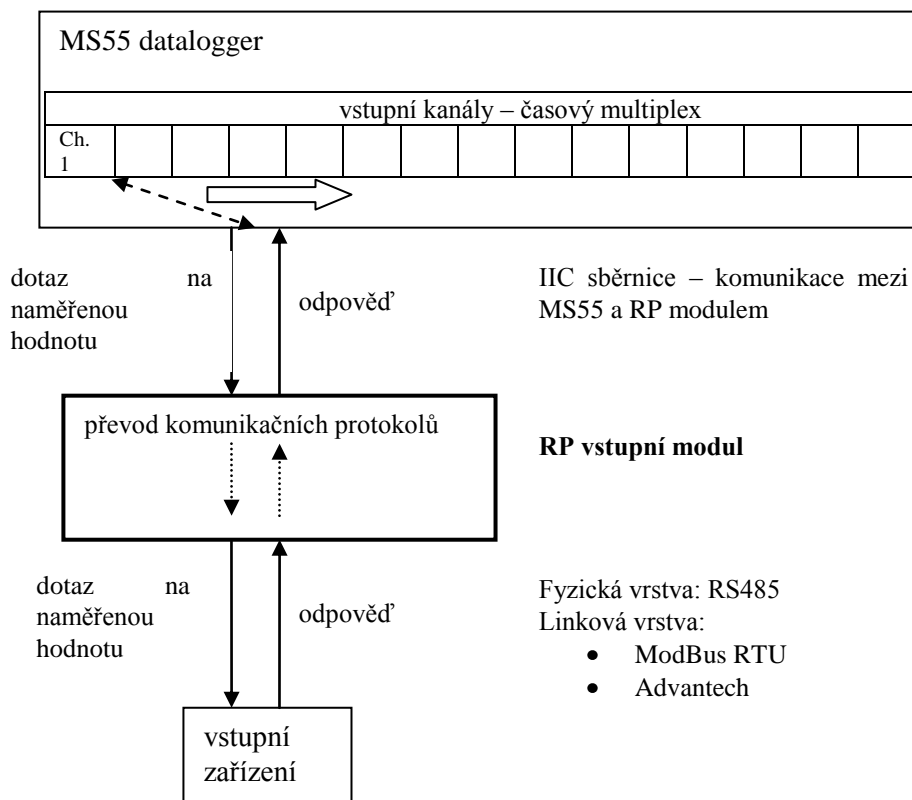 MS55 datalogger
vstupní kanály – časový multiplex
Ch.
1
dotaz na
naměřenou
hodnotu
odpověď
IIC sběrnice – komunikace mezi
MS55 a RP modulem
převod komunikačních protokolů
RP vstupní modul
dotaz na
naměřenou
hodnotu
odpověď
Fyzická vrstva: RS485
Linková vrstva:
• ModBus RTU
• Advantech
vstupní
zařízení